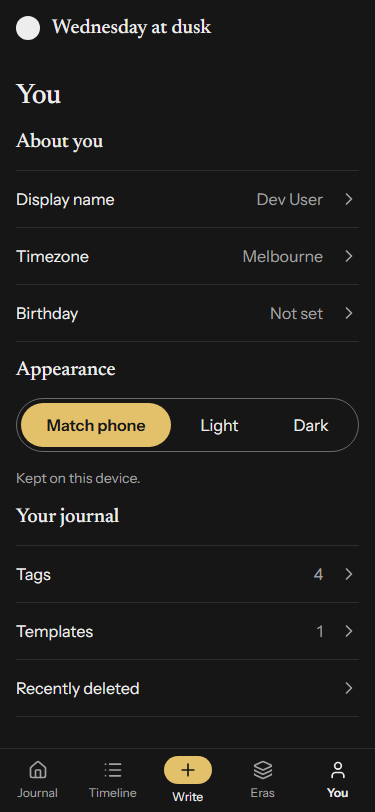 Wednesday at dusk
You
About you
Display name Dev User
Timezone Melbourne
Birthday Not set
Appearance
Match phone Light Dark
Kept on this device.
Your journal
Tags 4
Templates 1
Recently deleted
Journal Timeline Write Eras You